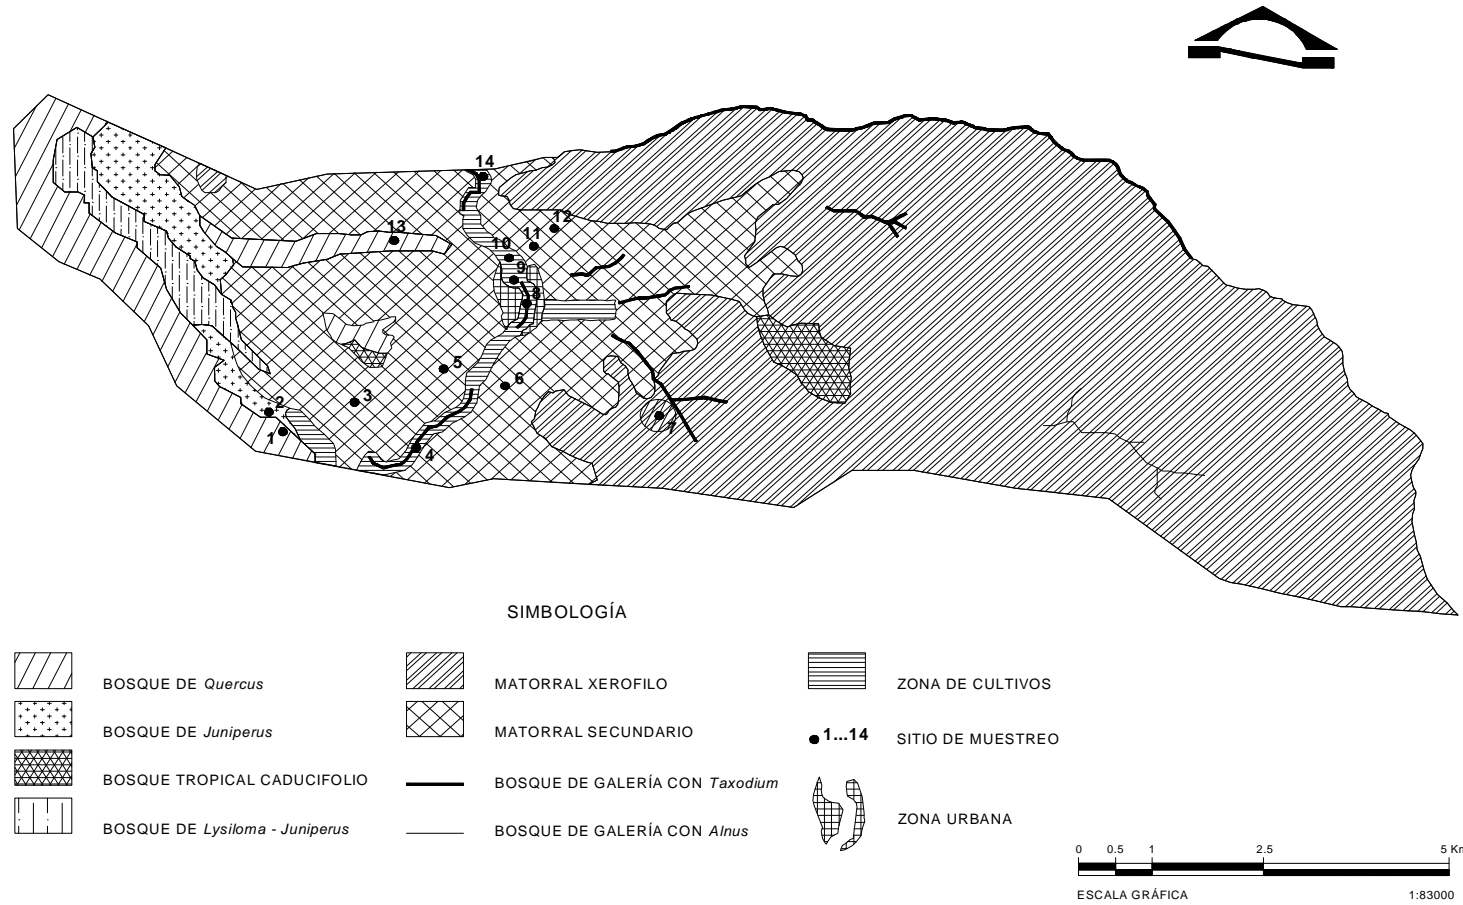 14
13
12
11
10
9
8
5
6
3
2
1
7
4
SIMBOLOGÍA
BOSQUE DE Quercus
MATORRAL XEROFILO
ZONA DE CULTIVOS
BOSQUE DE Juniperus
MATORRAL SECUNDARIO
1...14 SITIO DE MUESTREO
BOSQUE TROPICAL CADUCIFOLIO
BOSQUE DE GALERÍA CON Taxodium
BOSQUE DE Lysiloma - Juniperus
BOSQUE DE GALERÍA CON Alnus
ZONA URBANA
0 0.5 1 2.5 5 Km
ESCALA GRÁFICA 1:83000